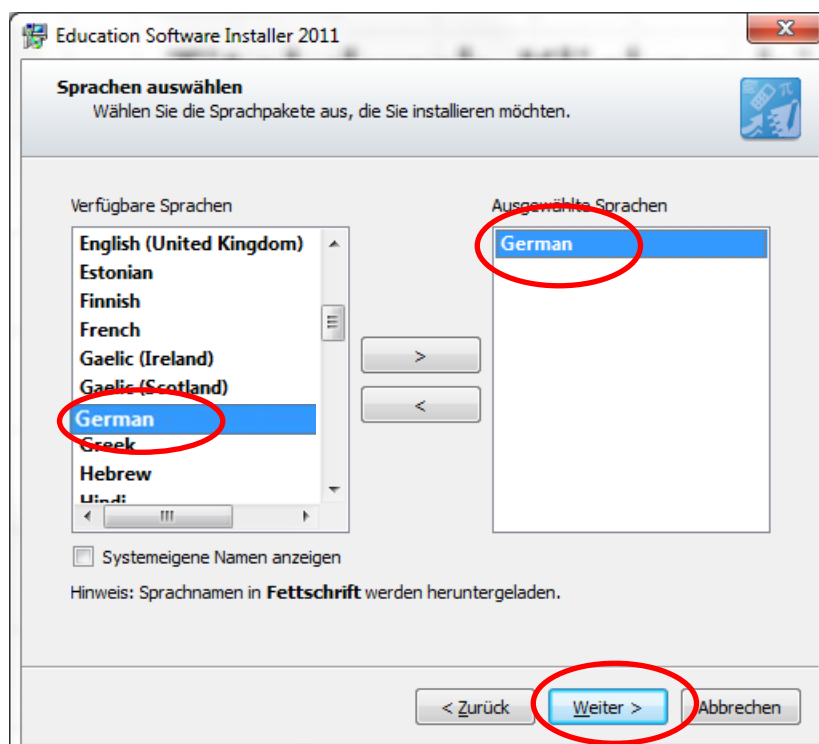 Education Software Installer 2011
Sprachen auswählen
Wählen Sie die Sprachpakete aus, die Sie installieren möchten.
Verfügbare Sprachen
English (United Kingdom)
Estonian
Finnish
French
Gaelic (Ireland)
Gaelic (Scotland)
German
Greek
Hebrew
Hindi
>
<
Ausgewählte Sprachen
German
Systemeigene Namen anzeigen
Hinweis: Sprachnamen in Fettschrift werden heruntergeladen.
< Zurück
Weiter >
Abbrechen